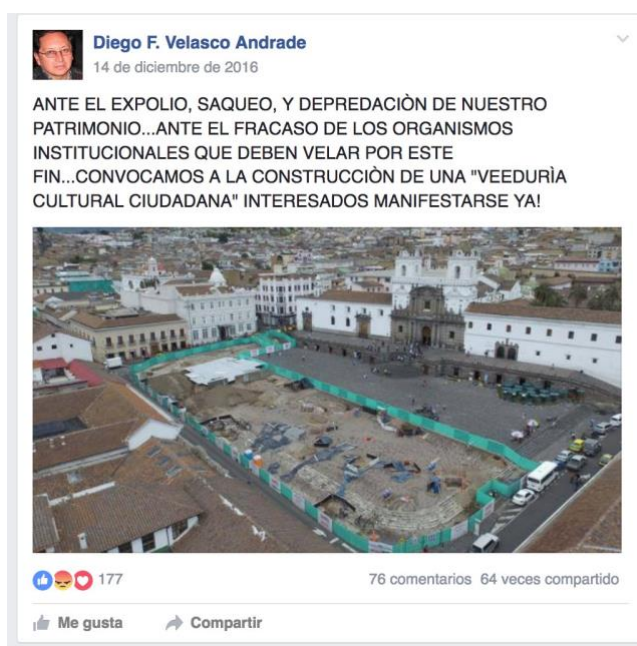 Diego F. Velasco Andrade
14 de diciembre de 2016
ANTE EL EXPOLIO, SAQUEO, Y DEPREDACIÒN DE NUESTRO
PATRIMONIO...ANTE EL FRACASO DE LOS ORGANISMOS
INSTITUCIONALES QUE DEBEN VELAR POR ESTE
FIN...CONVOCAMOS A LA CONSTRUCCIÒN DE UNA "VEEDURÌA
CULTURAL CIUDADANA" INTERESADOS MANIFESTARSE YA!
177
76 comentarios 64 veces compartido
Me gusta Compartir